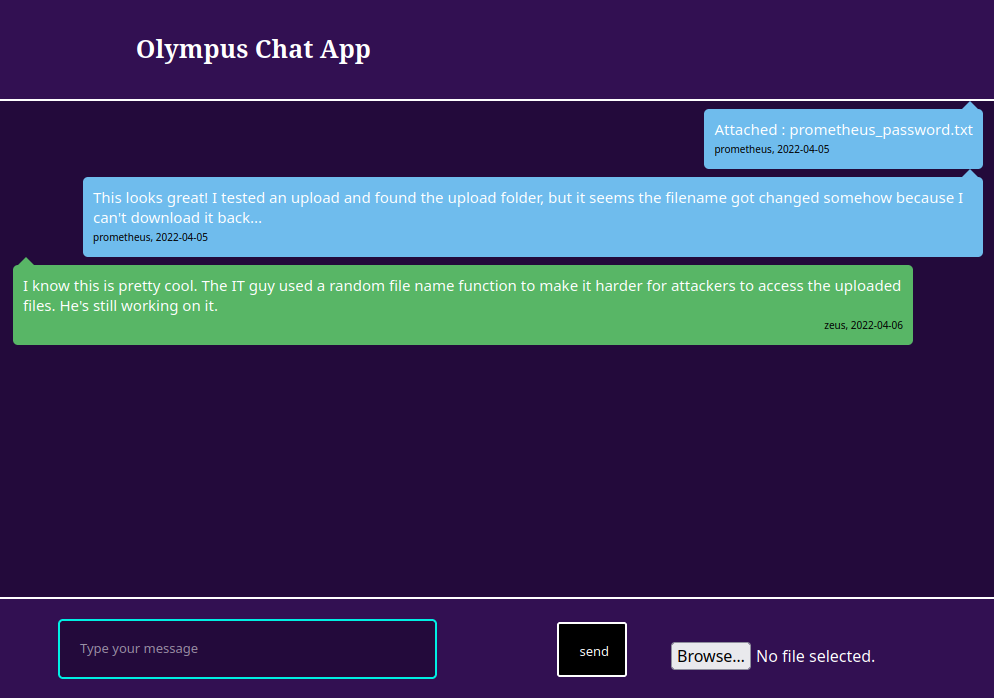 Olympus Chat App
Attached : prometheus_password.txt
prometheus, 2022-04-05
This looks great! I tested an upload and found the upload folder, but it seems the filename got changed somehow because I
can't download it back...
prometheus, 2022-04-05
I know this is pretty cool. The IT guy used a random file name function to make it harder for attackers to access the uploaded
files. He's still working on it.
zeus, 2022-04-06
Type your message
send
Browse... No file selected.